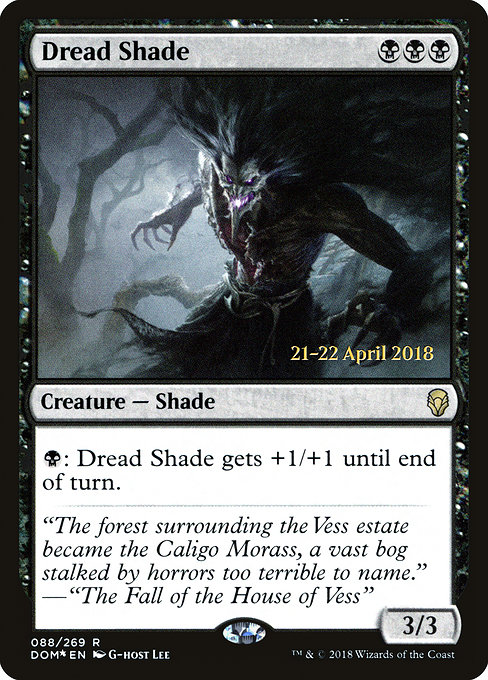 Dread Shade
21–22 April 2018
Creature — Shade
: Dread Shade gets +1/+1 until end
of turn.
“The forest surrounding the Vess estate
became the Caligo Morass, a vast bog
stalked by horrors too terrible to name.”
—“The Fall of the House of Vess”
3/3
088/269 R
DOM★EN G-host Lee
™ & © 2018 Wizards of the Coast